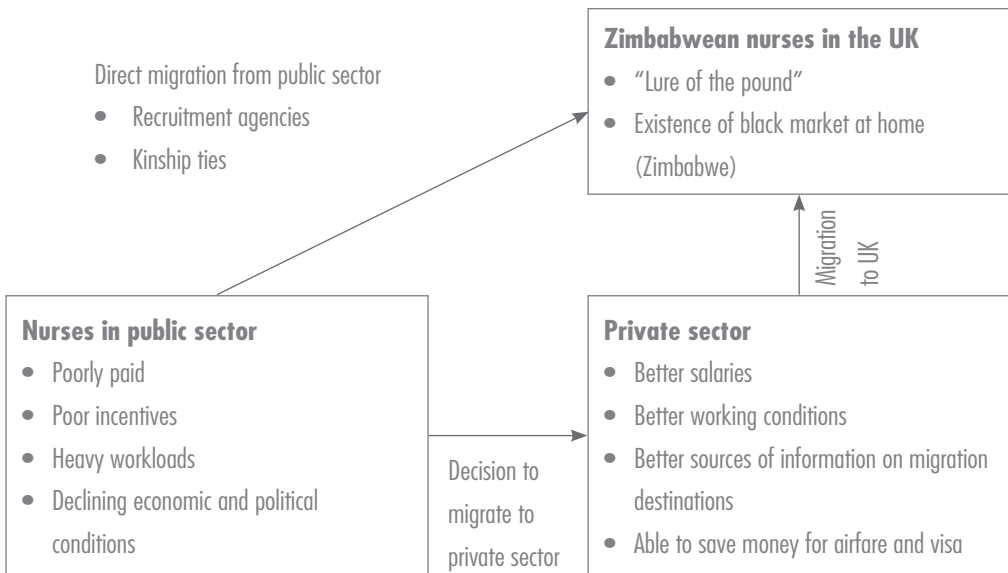 Direct migration from public sector
• Recruitment agencies
• Kinship ties
Zimbabwean nurses in the UK
• “Lure of the pound”
• Existence of black market at home
(Zimbabwe)
Migration
to UK
Nurses in public sector
• Poorly paid
• Poor incentives
• Heavy workloads
• Declining economic and political
conditions
Decision to
migrate to
private sector
Private sector
• Better salaries
• Better working conditions
• Better sources of information on migration
destinations
• Able to save money for airfare and visa